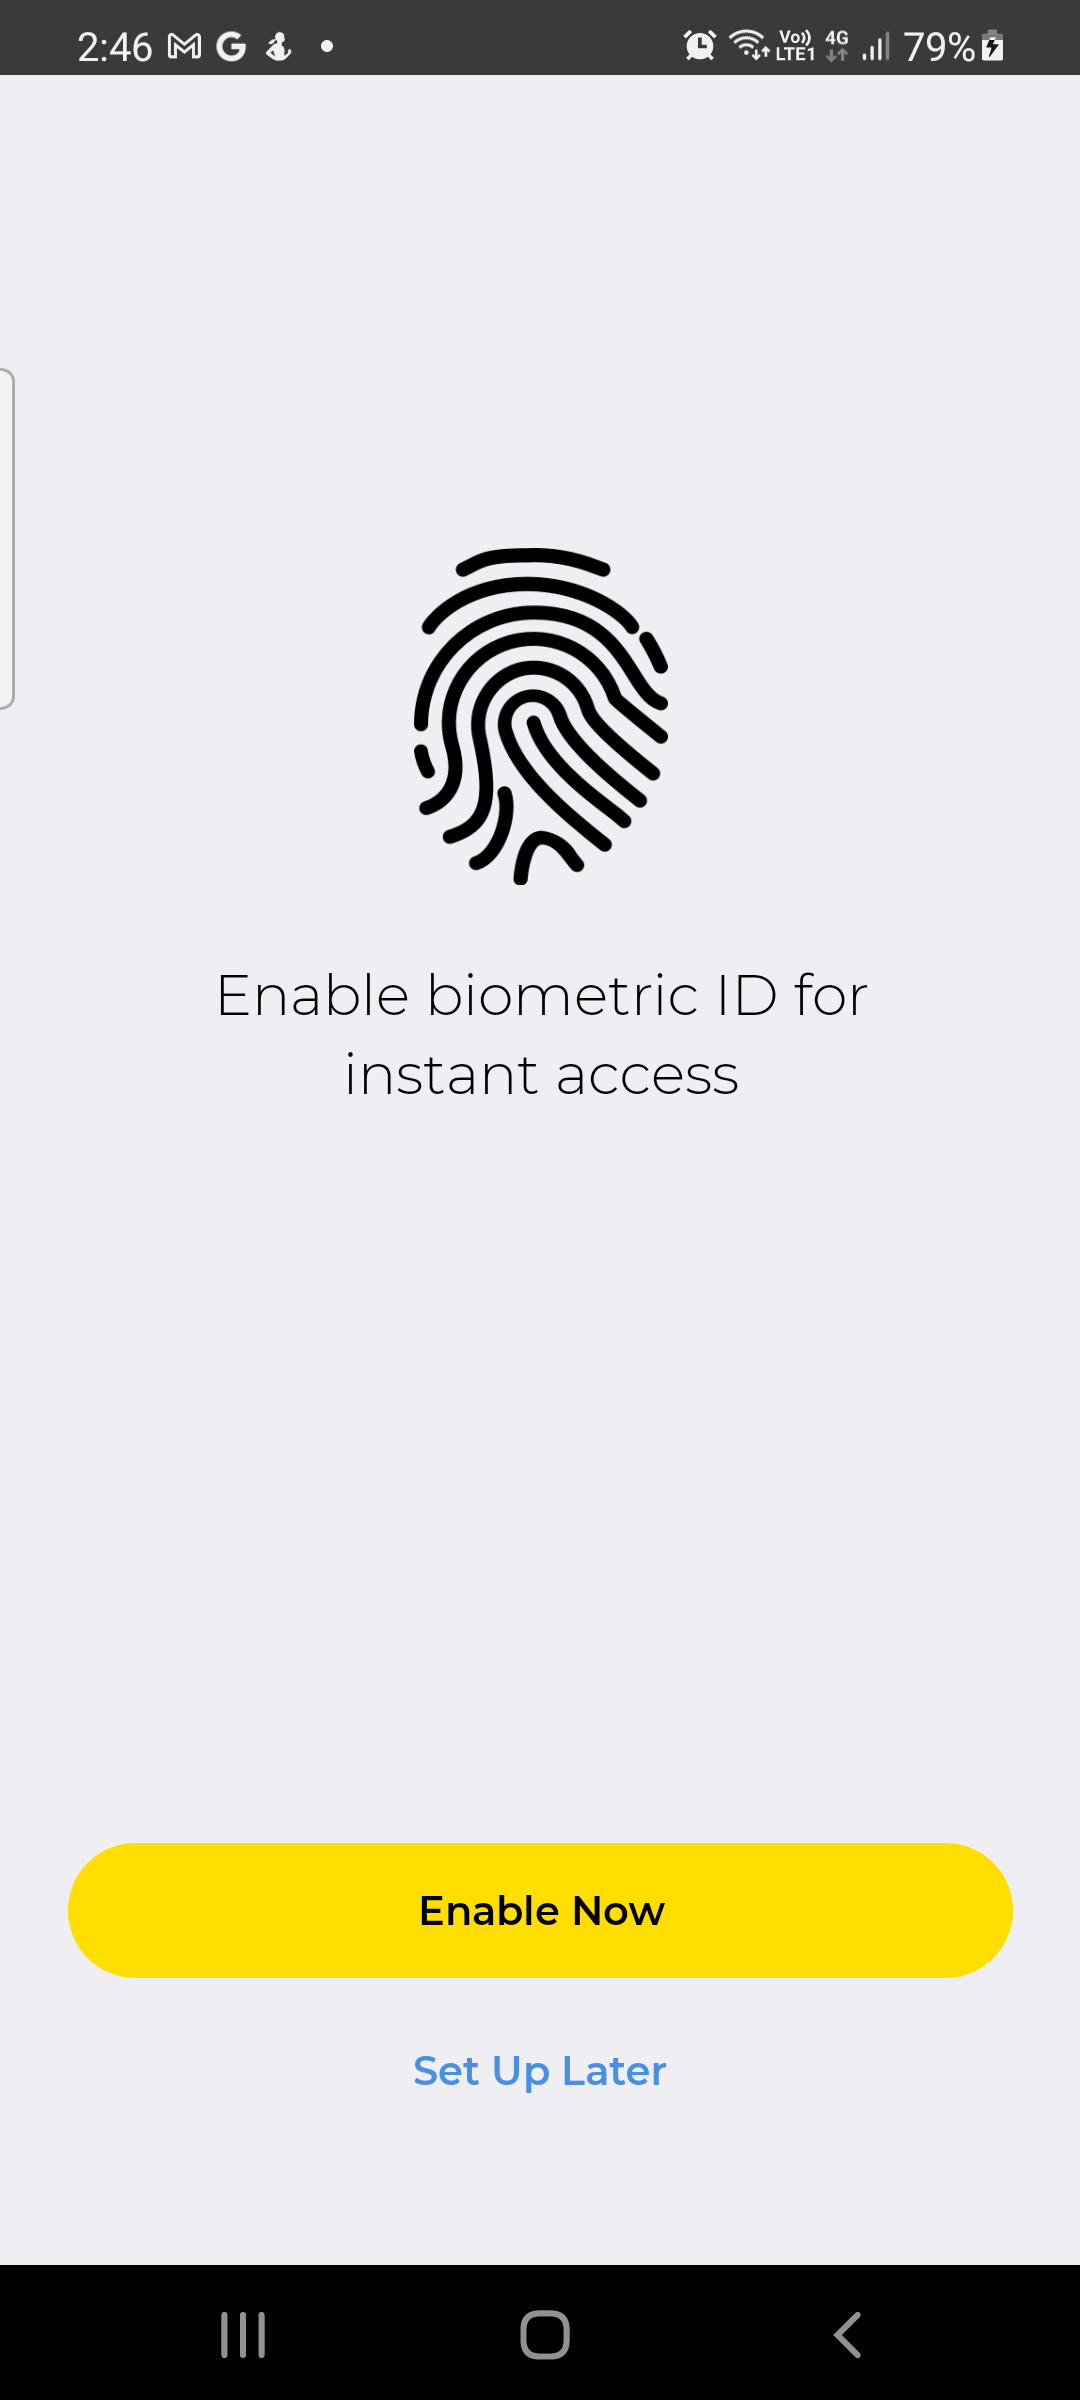 2:46
Vo)) 4G
LTE1
79%
Enable biometric ID for
instant access
Enable Now
Set Up Later